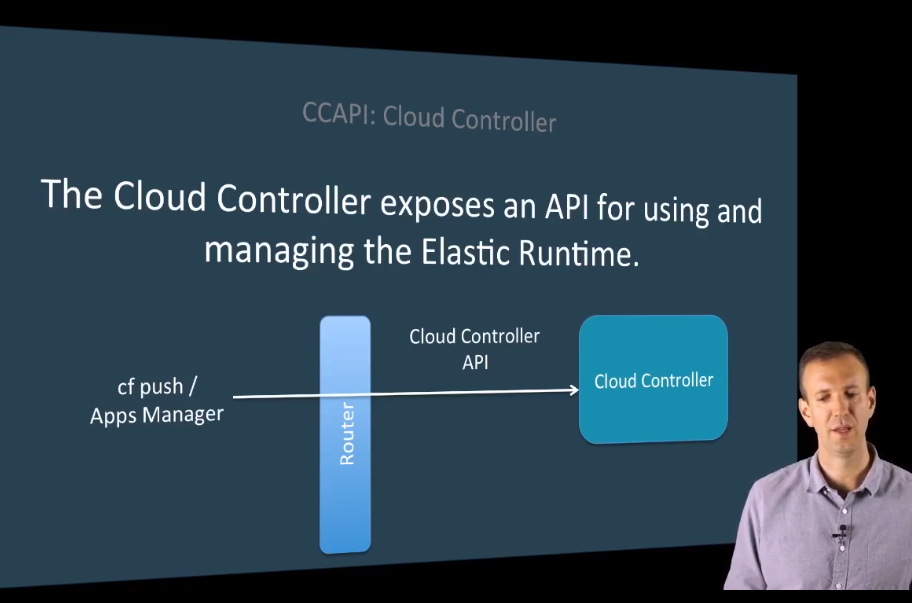 CCAPI: Cloud Controller
The Cloud Controller exposes an API for using and
managing the Elastic Runtime.
Cloud Controller
API
cf push /
Apps Manager
Router
Cloud Controller